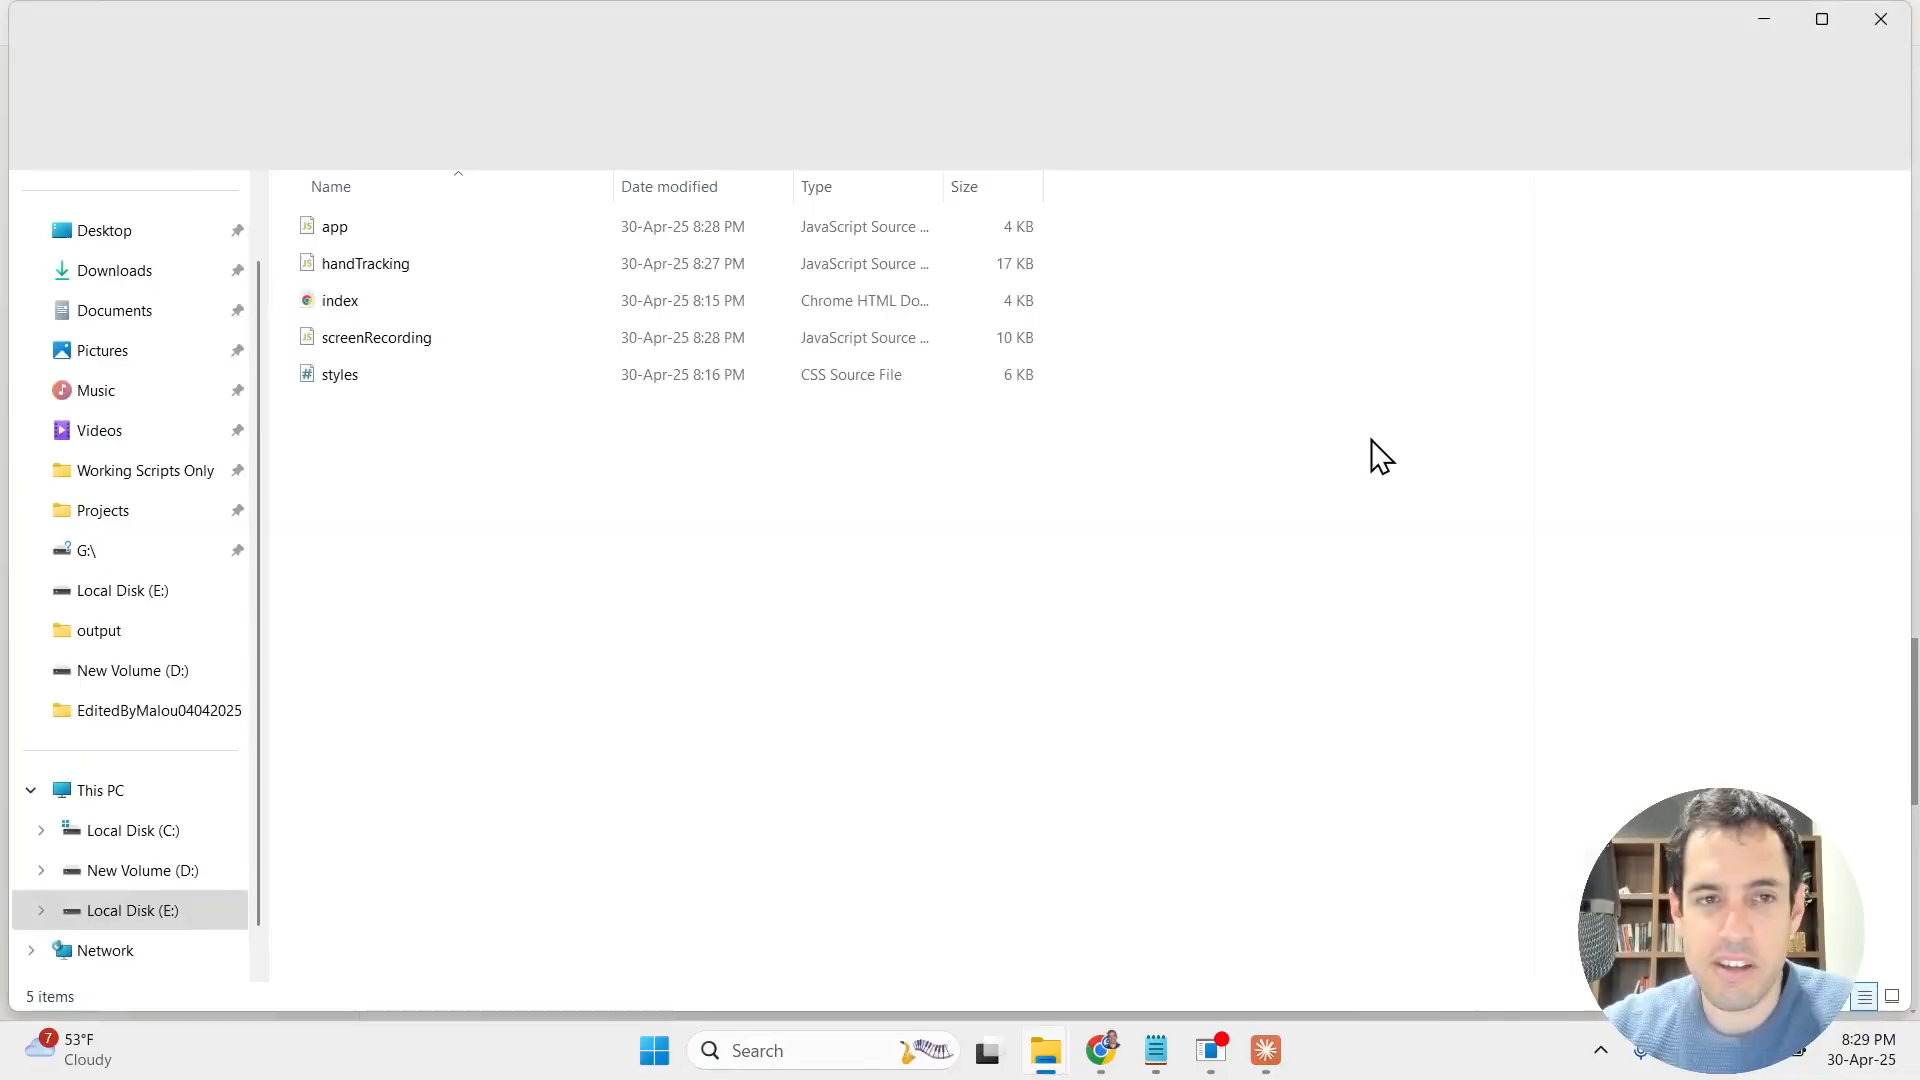 Name Date modified Type Size
app 30-Apr-25 8:28 PM JavaScript Source ... 4 KB
handTracking 30-Apr-25 8:27 PM JavaScript Source ... 17 KB
index 30-Apr-25 8:15 PM Chrome HTML Do... 4 KB
screenRecording 30-Apr-25 8:28 PM JavaScript Source ... 10 KB
styles 30-Apr-25 8:16 PM CSS Source File 6 KB
Desktop
Downloads
Documents
Pictures
Music
Videos
Working Scripts Only
Projects
G:\
Local Disk (E:)
output
New Volume (D:)
EditedByMalou04042025
This PC
Local Disk (C:)
New Volume (D:)
Local Disk (E:)
Network
5 items
7 53°F
Cloudy
Search
8:29 PM
30-Apr-25